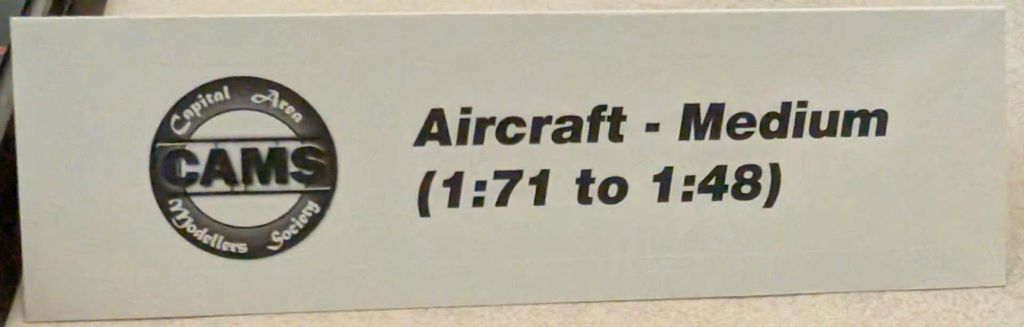 Capital Area
CAMS
Modellers Society
Aircraft - Medium
(1:71 to 1:48)